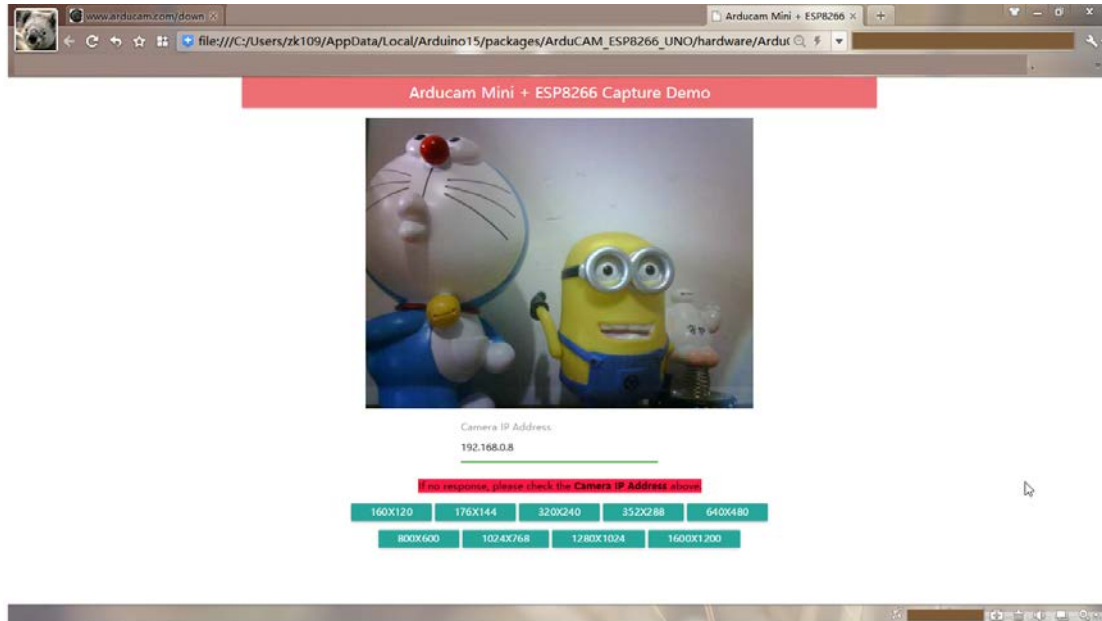 www.arducam.com/down
Arducam Mini + ESP8266
file:///C:/Users/zk109/AppData/Local/Arduino15/packages/ArduCAM_ESP8266_UNO/hardware/Ardu
Arducam Mini + ESP8266 Capture Demo
Camera IP Address
192.168.0.8
If no response, please check the Camera IP Address above.
160X120 176X144 320X240 352X288 640X480
800X600 1024X768 1280X1024 1600X1200